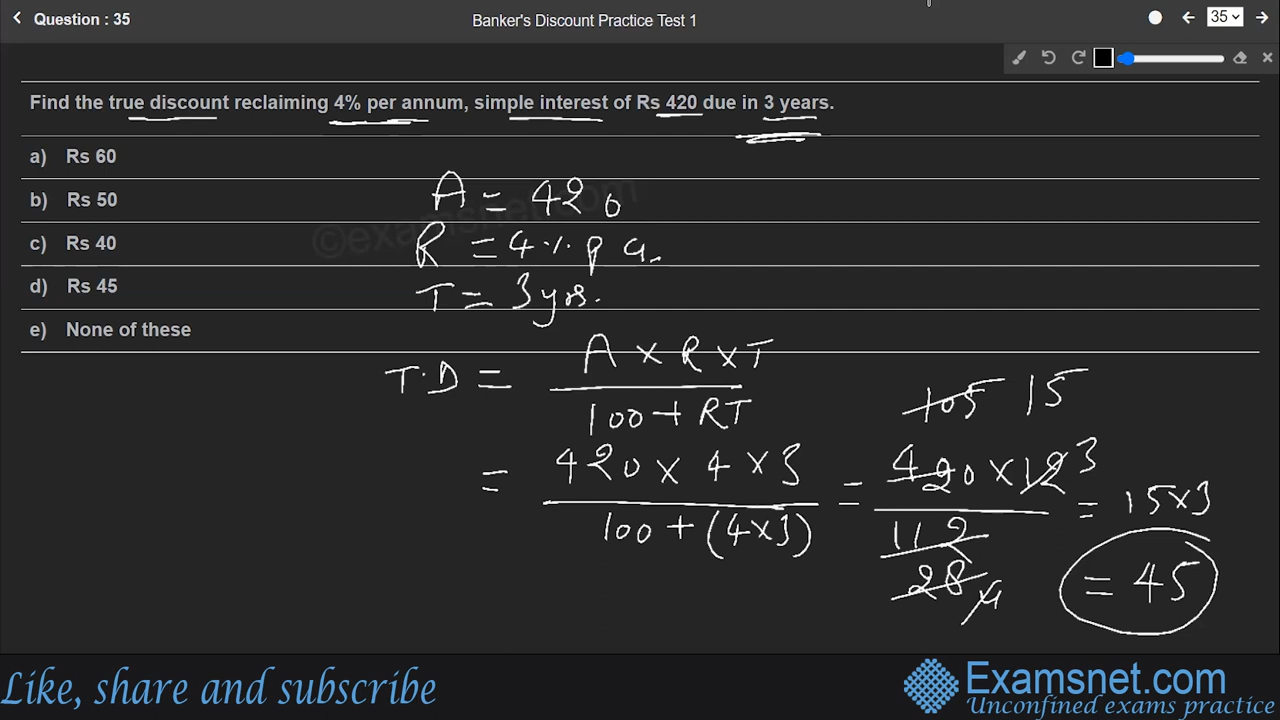 Question : 35
Banker's Discount Practice Test 1
35
Find the true discount reclaiming 4% per annum, simple interest of Rs 420 due in 3 years.
a) Rs 60
b) Rs 50
c) Rs 40
d) Rs 45
e) None of these
©examsnet.com
A = 420
R = 4% p a.
T = 3yrs.
T.D = A × R × T
100 + RT
105 15
= 420 × 4 × 3 = 420 × 12 3 = 15×3
100 + (4×3) 112
28 4
= 45
Like, share and subscribe
Examsnet.com
Unconfined exams practice